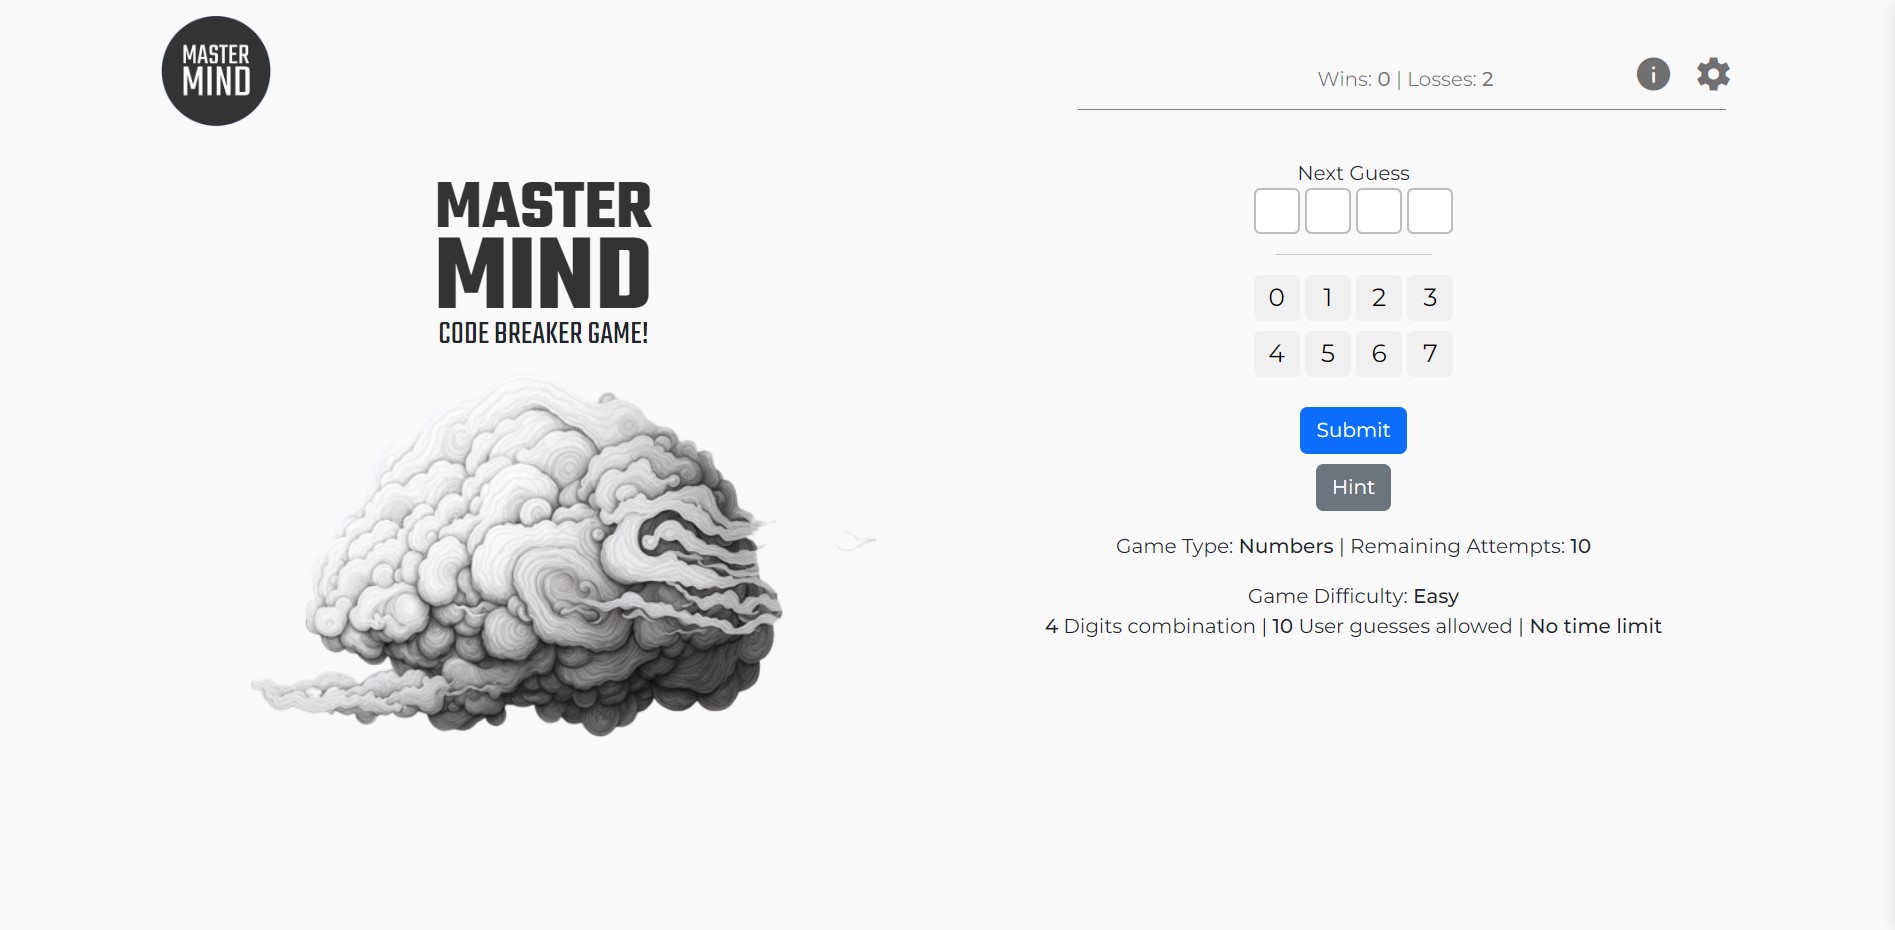 MASTER
MIND
Wins: 0 | Losses: 2
MASTER
MIND
CODE BREAKER GAME!
Next Guess
0 1 2 3
4 5 6 7
Submit
Hint
Game Type: Numbers | Remaining Attempts: 10
Game Difficulty: Easy
4 Digits combination | 10 User guesses allowed | No time limit